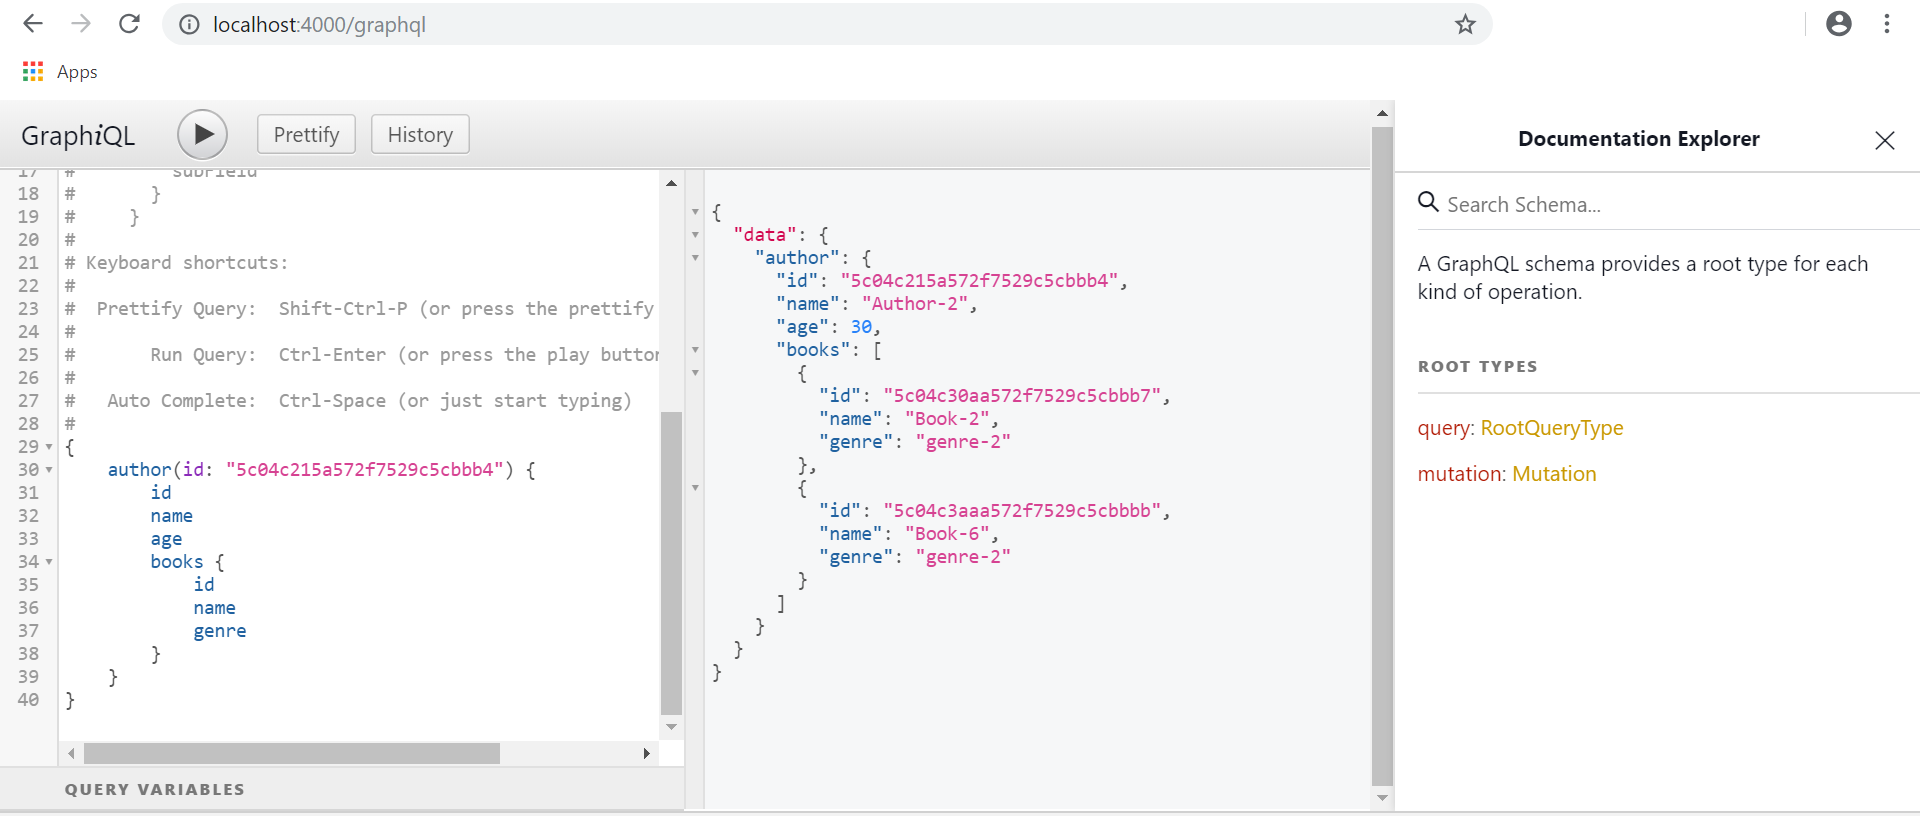 localhost:4000/graphql
Apps
GraphiQL
Prettify
History
17 # subField
18 # }
19 # }
20 #
21 # Keyboard shortcuts:
22 #
23 # Prettify Query: Shift-Ctrl-P (or press the prettify
24 #
25 # Run Query: Ctrl-Enter (or press the play button
26 #
27 # Auto Complete: Ctrl-Space (or just start typing)
28 #
29 {
30 author(id: "5c04c215a572f7529c5cbbb4") {
31 id
32 name
33 age
34 books {
35 id
36 name
37 genre
38 }
39 }
40 }
QUERY VARIABLES
{
"data": {
"author": {
"id": "5c04c215a572f7529c5cbbb4",
"name": "Author-2",
"age": 30,
"books": [
{
"id": "5c04c30aa572f7529c5cbbb7",
"name": "Book-2",
"genre": "genre-2"
},
{
"id": "5c04c3aaa572f7529c5cbbbb",
"name": "Book-6",
"genre": "genre-2"
}
]
}
}
}
Documentation Explorer
Search Schema...
A GraphQL schema provides a root type for each
kind of operation.
ROOT TYPES
query: RootQueryType
mutation: Mutation